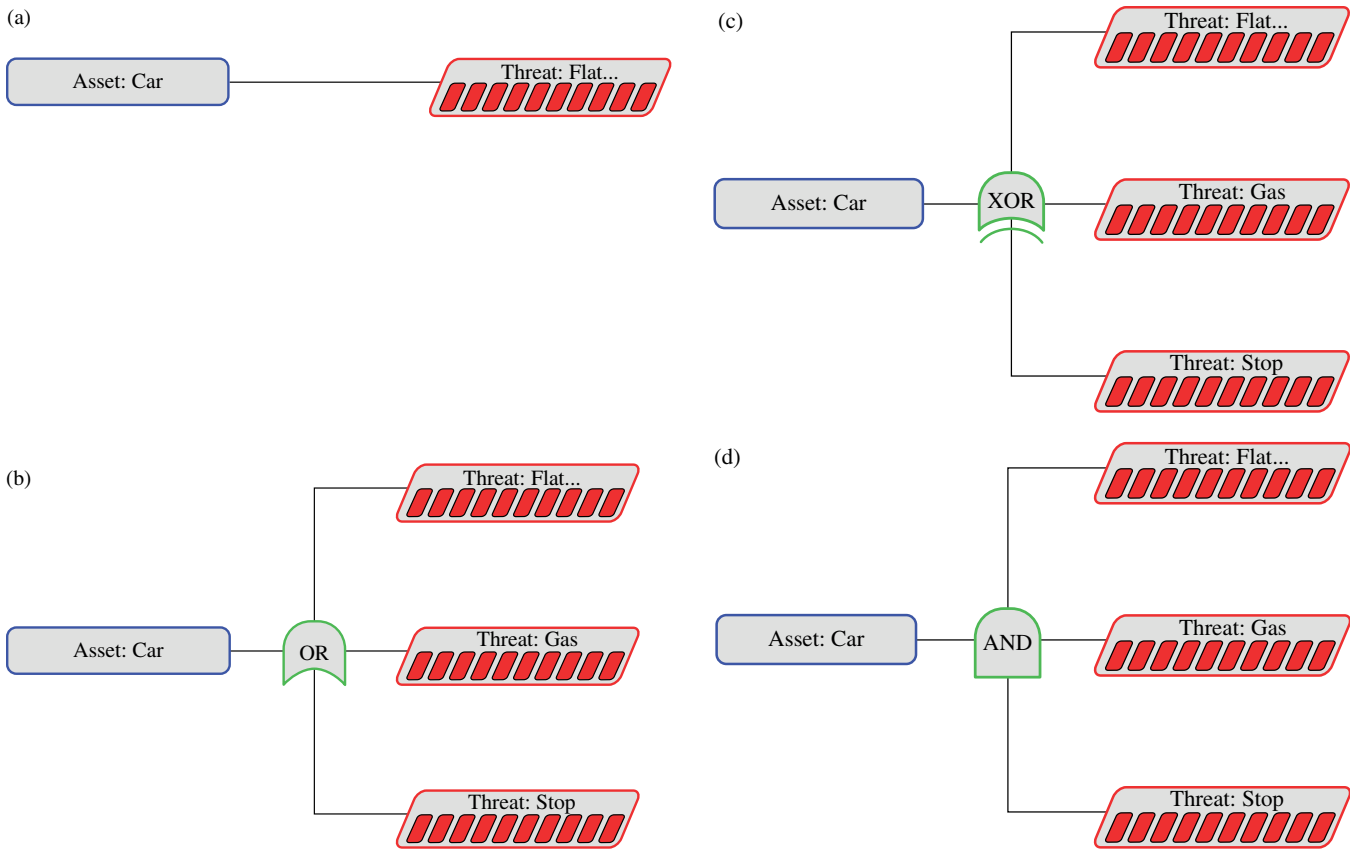 (a)
Asset: Car
Threat: Flat...
(b)
Threat: Flat...
Asset: Car
OR
Threat: Gas
Threat: Stop
(c)
Threat: Flat...
Asset: Car
XOR
Threat: Gas
Threat: Stop
(d)
Threat: Flat...
Asset: Car
AND
Threat: Gas
Threat: Stop